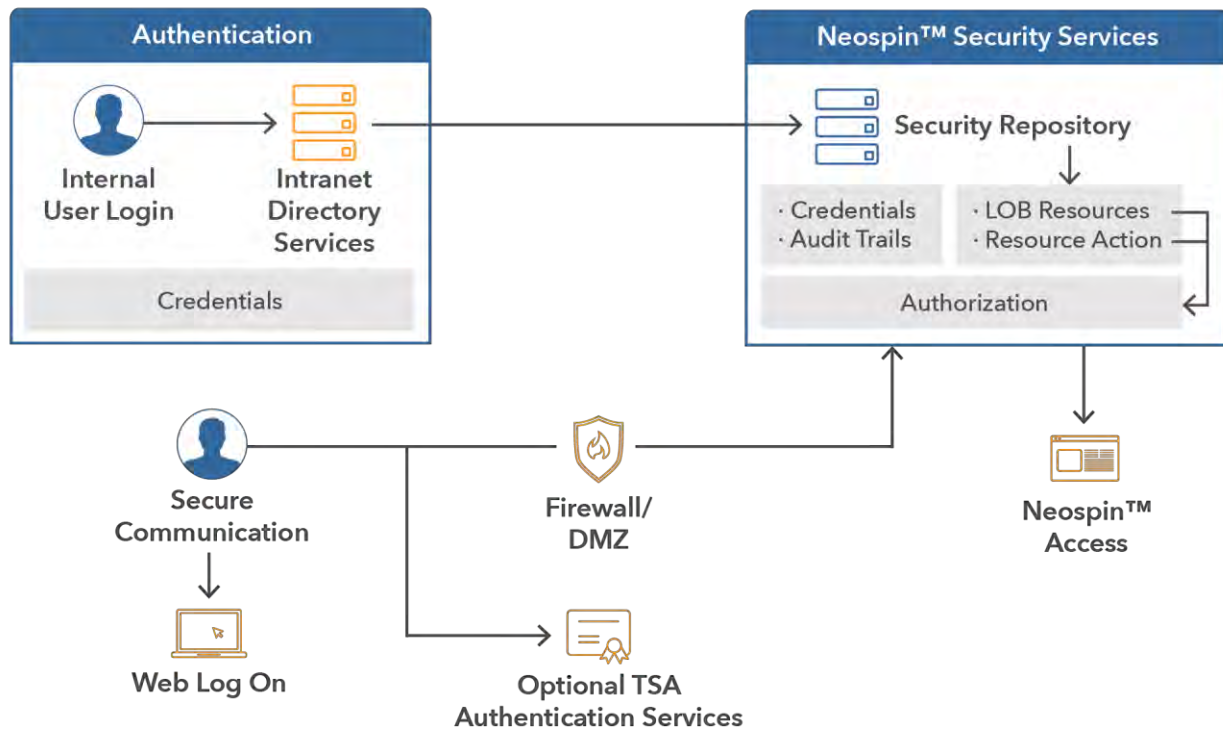 Authentication
Internal
User Login
Intranet
Directory
Services
Credentials
Neospin™ Security Services
Security Repository
· Credentials
· Audit Trails
· LOB Resources
· Resource Action
Authorization
Secure
Communication
Firewall/
DMZ
Neospin™
Access
Web Log On
Optional TSA
Authentication Services